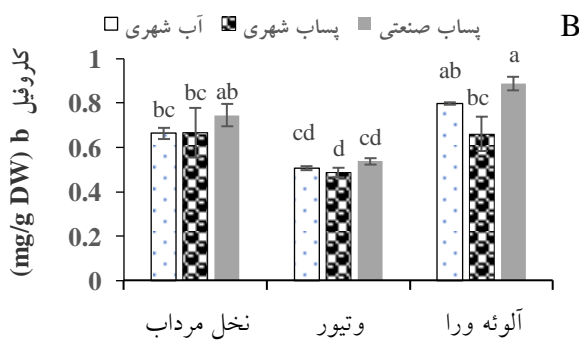 B
آب شهری پساب شهری پساب صنعتی
کلروفیل b (mg/g DW)
1
0.8
0.6
0.4
0.2
0
bc bc ab
cd d cd
ab bc a
نخل مرداب وتیور آلوئه ورا